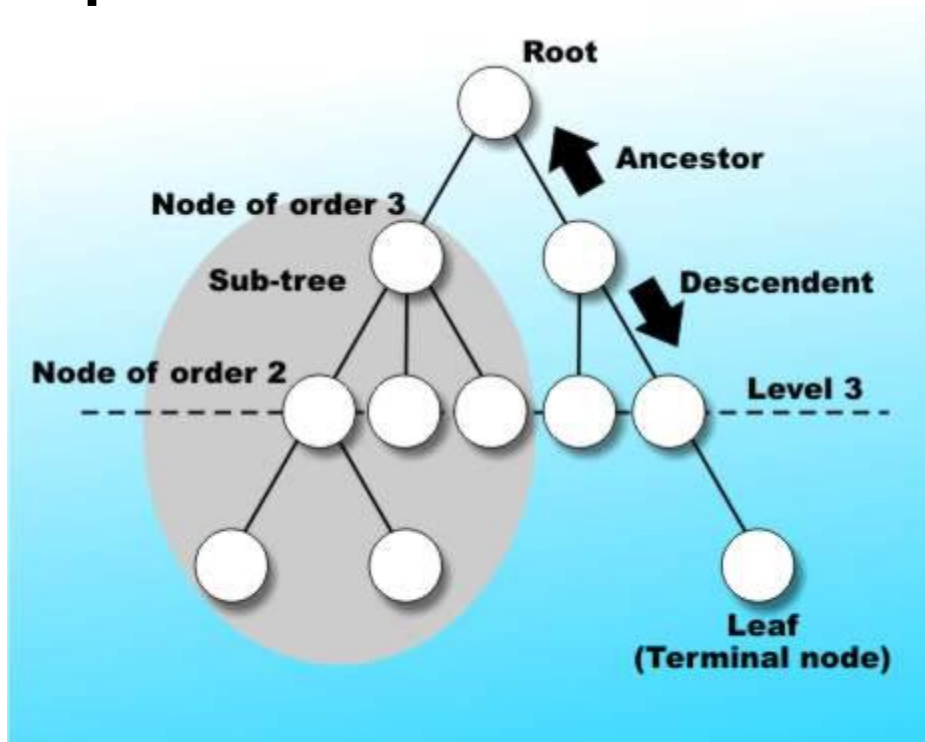 Root
Ancestor
Node of order 3
Sub-tree
Descendent
Node of order 2
Level 3
Leaf
(Terminal node)